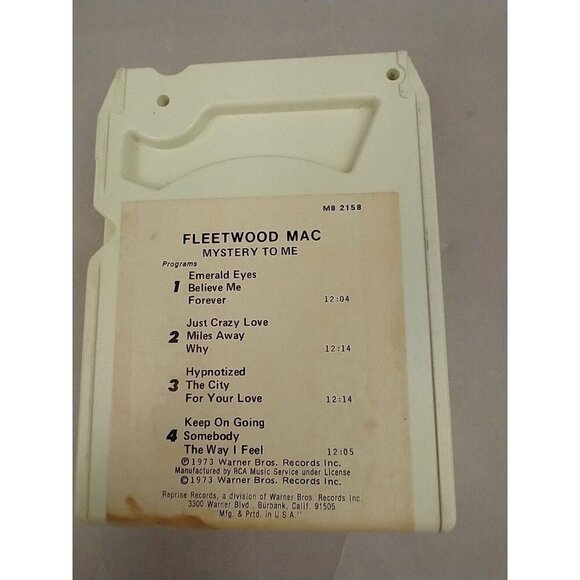 M8 2158
FLEETWOOD MAC
MYSTERY TO ME
Programs
1
Emerald Eyes
Believe Me
Forever 12:04
2
Just Crazy Love
Miles Away
Why 12:14
3
Hypnotized
The City
For Your Love 12:14
4
Keep On Going
Somebody
The Way I Feel 12:05
Ⓟ1973 Warner Bros. Records Inc.
Manufactured by RCA Music Service under License
©1973 Warner Bros. Records Inc.
Reprise Records, a division of Warner Bros. Records Inc.
3300 Warner Blvd., Burbank, Calif. 91505
"Mfg. & Prtd. in U.S.A."